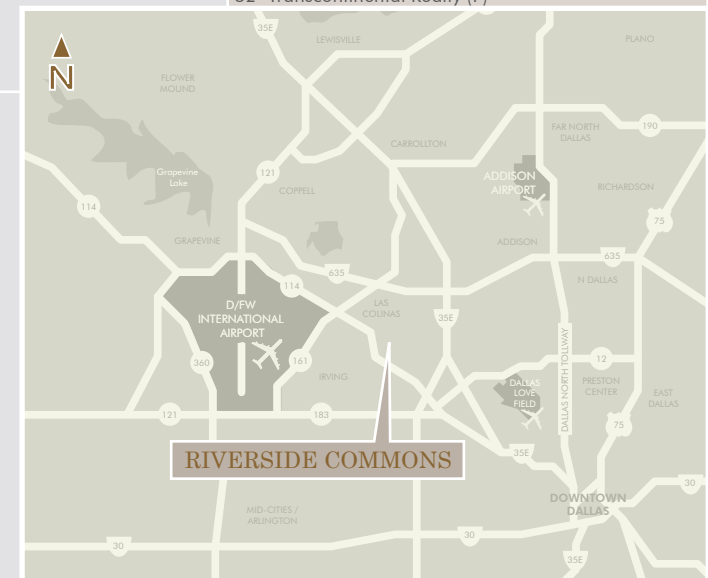 N
35E
LEWISVILLE
PLANO
FLOWER
MOUND
190
FAR NORTH
DALLAS
CARROLLTON
Grapevine
Lake
121
ADDISON
AIRPORT
RICHARDSON
COPPELL
114
75
GRAPEVINE
ADDISON
635
635
114
N DALLAS
D/FW
INTERNATIONAL
AIRPORT
LAS
COLINAS
35E
DALLAS NORTH TOLLWAY
360
161
12
IRVING
DALLAS
LOVE
FIELD
PRESTON
CENTER
EAST
DALLAS
121
183
75
RIVERSIDE COMMONS
35E
30
DOWNTOWN
DALLAS
MID-CITIES /
ARLINGTON
30
30
35E